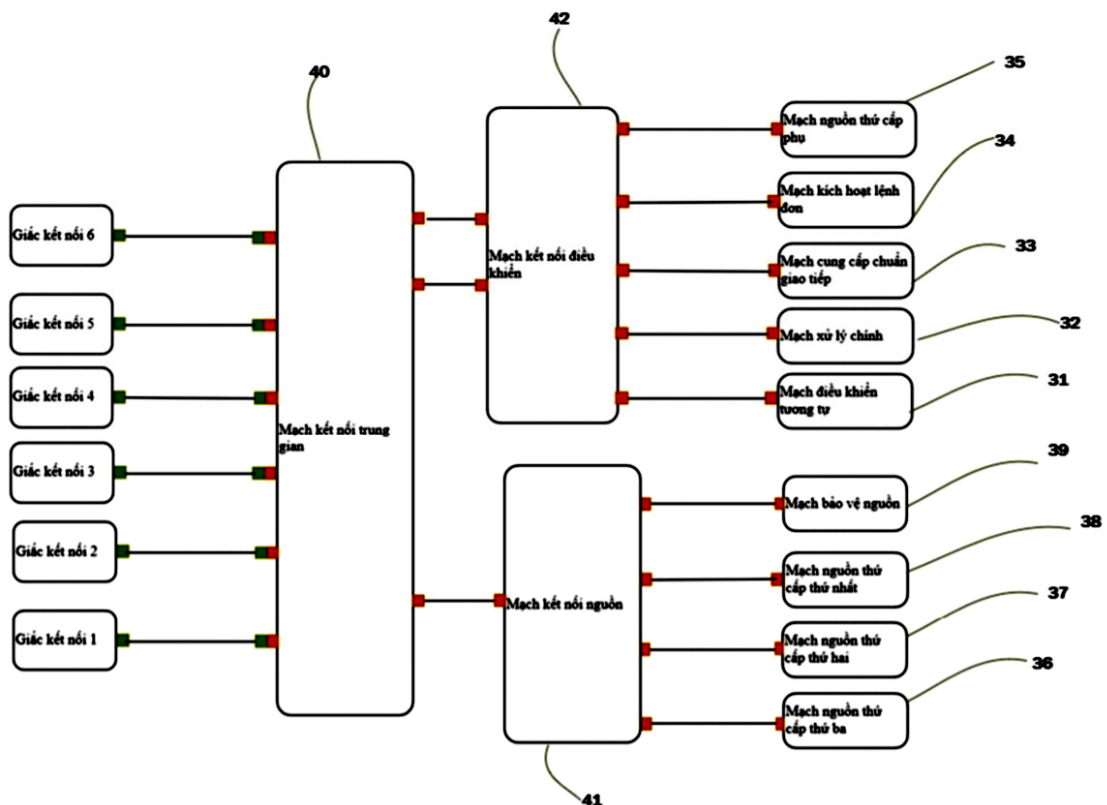 42
40
35
Mạch nguồn thứ cấp
phụ
34
Mạch kích hoạt lệnh
đơn
Giắc kết nối 6
33
Mạch kết nối điều
khiển
Mạch cung cấp chuẩn
giao tiếp
Giắc kết nối 5
32
Mạch xử lý chính
31
Giắc kết nối 4
Mạch điều khiển
tương tự
Mạch kết nối trung
gian
39
Giắc kết nối 3
Mạch bảo vệ nguồn
38
Giắc kết nối 2
Mạch nguồn thứ
cấp thứ nhất
37
Mạch kết nối nguồn
Giắc kết nối 1
Mạch nguồn thứ
cấp thứ hai
36
Mạch nguồn thứ
cấp thứ ba
41